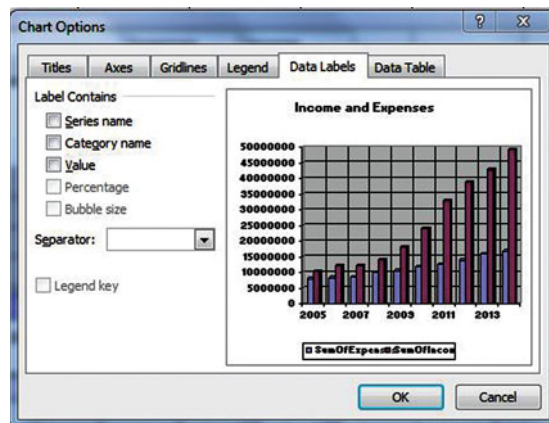 Chart Options
Titles Axes Gridlines Legend Data Labels Data Table
Label Contains
Series name
Category name
Value
Percentage
Bubble size
Separator:
Legend key
Income and Expenses
50000000
45000000
40000000
35000000
30000000
25000000
20000000
15000000
10000000
5000000
0
2005 2007 2009 2011 2013
OK Cancel